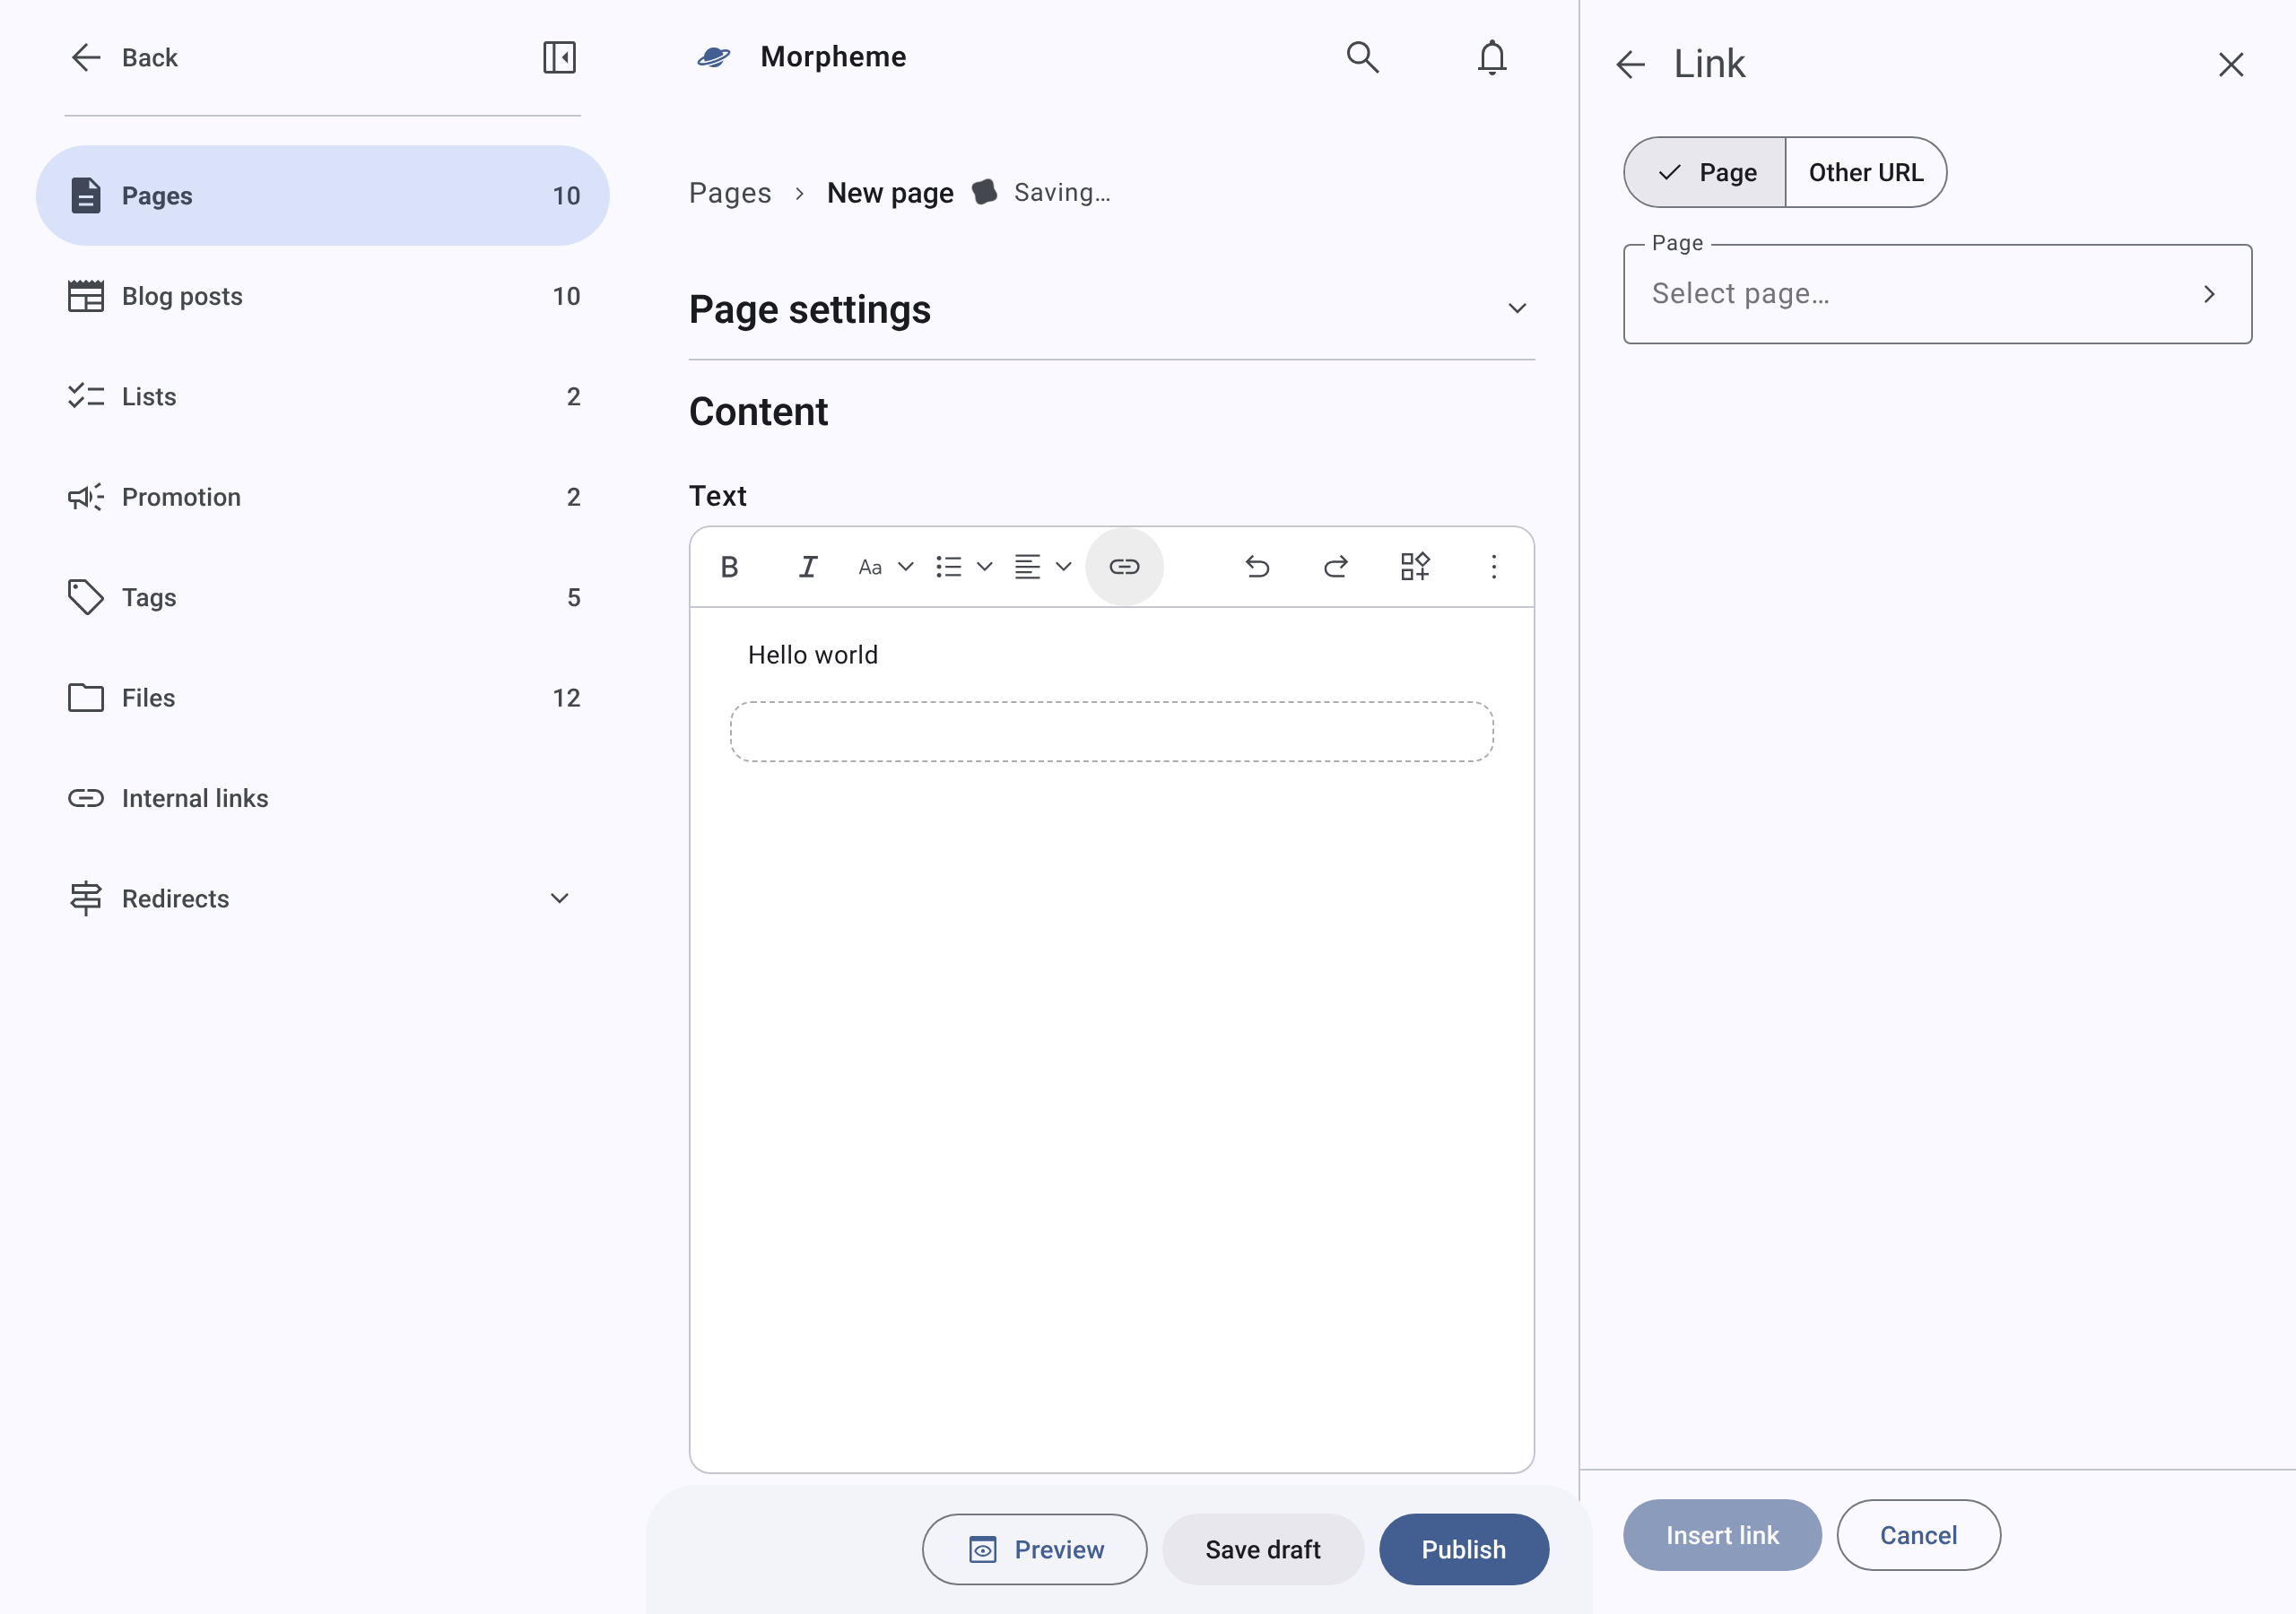 Back
Pages 10
Blog posts 10
Lists 2
Promotion 2
Tags 5
Files 12
Internal links
Redirects
Morpheme
Pages > New page Saving...
Page settings
Content
Text
B I Aa
Hello world
Preview Save draft Publish
Link
Page Other URL
Page
Select page...
Insert link Cancel